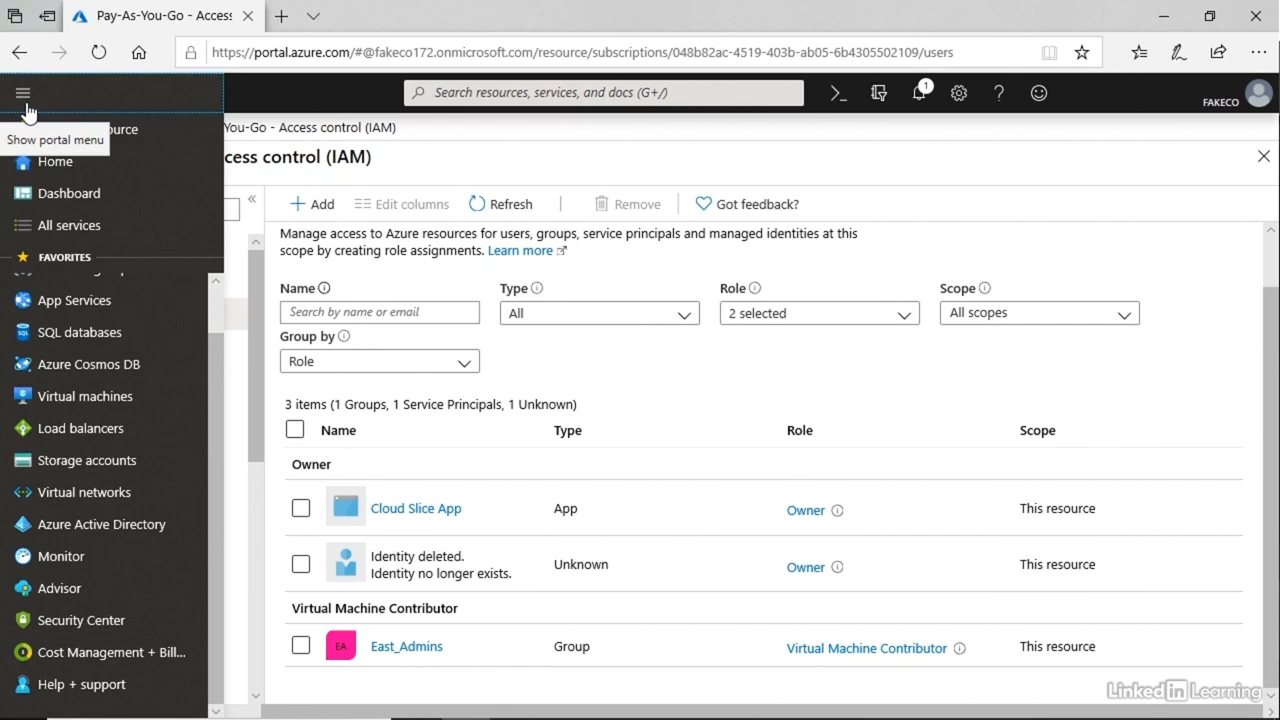 Pay-As-You-Go - Access
https://portal.azure.com/#@fakeco172.onmicrosoft.com/resource/subscriptions/048b82ac-4519-403b-ab05-6b4305502109/users
Search resources, services, and docs (G+/)
1
FAKECO
Show portal menu
ource
Home
Dashboard
All services
FAVORITES
App Services
SQL databases
Azure Cosmos DB
Virtual machines
Load balancers
Storage accounts
Virtual networks
Azure Active Directory
Monitor
Advisor
Security Center
Cost Management + Bill...
Help + support
You-Go - Access control (IAM)
cess control (IAM)
Add
Edit columns
Refresh
Remove
Got feedback?
Manage access to Azure resources for users, groups, service principals and managed identities at this
scope by creating role assignments. Learn more
Name
Type
Role
Scope
Search by name or email
All
2 selected
All scopes
Group by
Role
3 items (1 Groups, 1 Service Principals, 1 Unknown)
Name
Type
Role
Scope
Owner
Cloud Slice App
App
Owner
This resource
Identity deleted.
Identity no longer exists.
Unknown
Owner
This resource
Virtual Machine Contributor
EA
East_Admins
Group
Virtual Machine Contributor
This resource
LinkedIn Learning